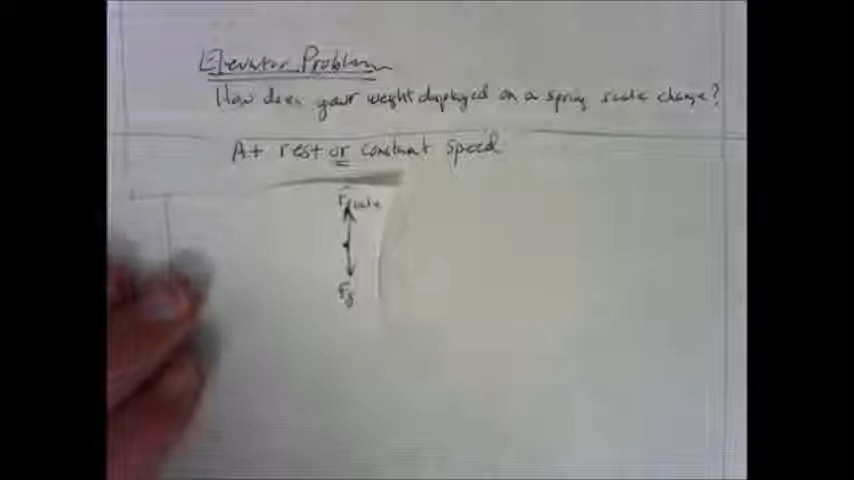 Elevator Problem
How does your weight displayed on a spring scale change?
At rest or constant speed
Fscale
Fg